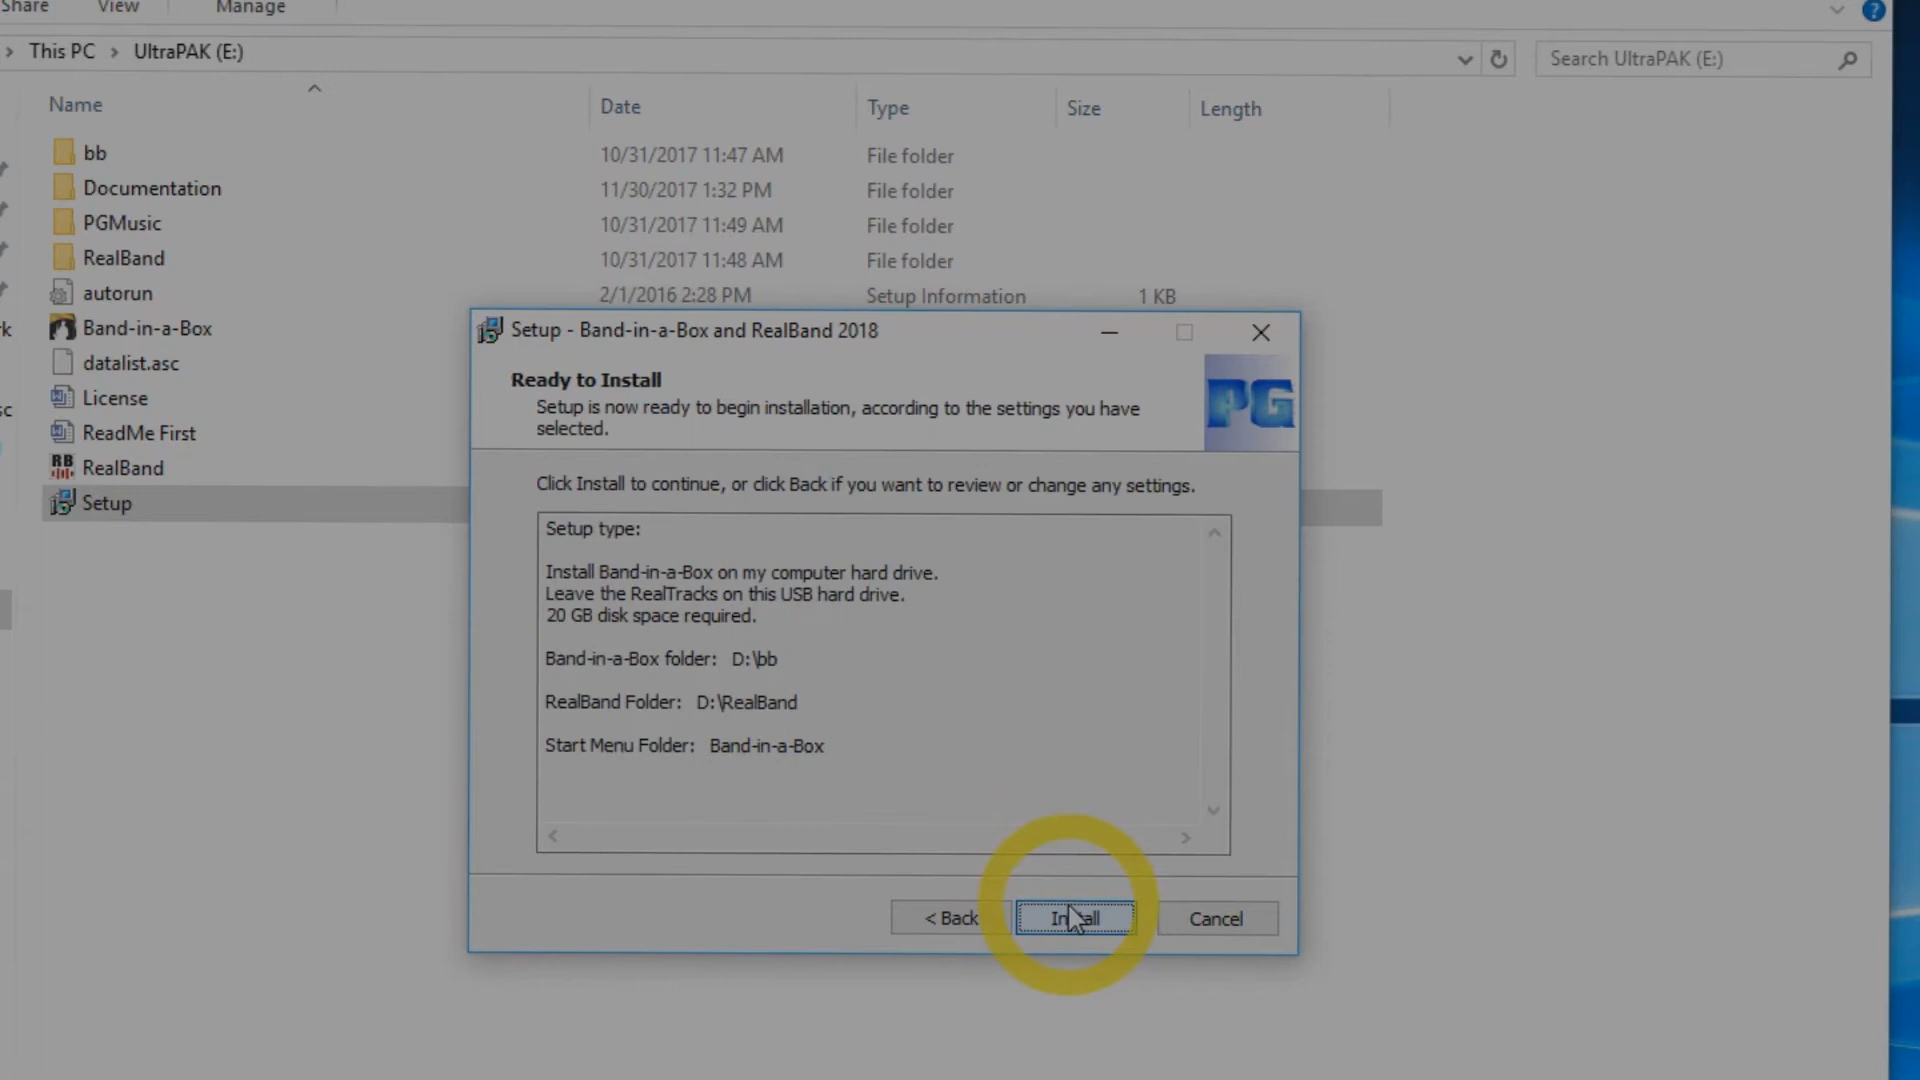 Share View Manage
?
This PC UltraPAK (E:) Search UltraPAK (E:)
Name Date Type Size Length
bb 10/31/2017 11:47 AM File folder
Documentation 11/30/2017 1:32 PM File folder
PGMusic 10/31/2017 11:49 AM File folder
RealBand 10/31/2017 11:48 AM File folder
autorun 2/1/2016 2:28 PM Setup Information 1 KB
Band-in-a-Box
datalist.asc
License
ReadMe First
RB RealBand
Setup
Setup - Band-in-a-Box and RealBand 2018
Ready to Install
Setup is now ready to begin installation, according to the settings you have
selected.
PG
Click Install to continue, or click Back if you want to review or change any settings.
Setup type:
Install Band-in-a-Box on my computer hard drive.
Leave the RealTracks on this USB hard drive.
20 GB disk space required.
Band-in-a-Box folder: D:\bb
RealBand Folder: D:\RealBand
Start Menu Folder: Band-in-a-Box
< Back Install Cancel